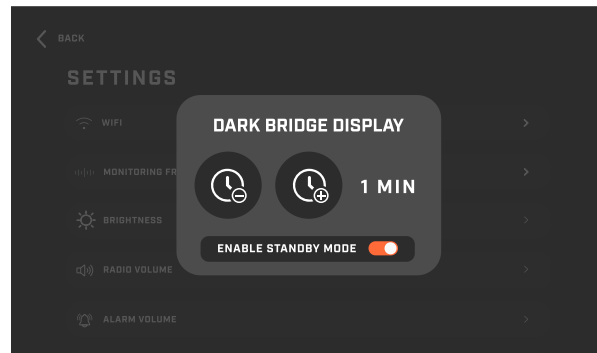 BACK
SETTINGS
WIFI
MONITORING FR
BRIGHTNESS
RADIO VOLUME
ALARM VOLUME
DARK BRIDGE DISPLAY
1 MIN
ENABLE STANDBY MODE